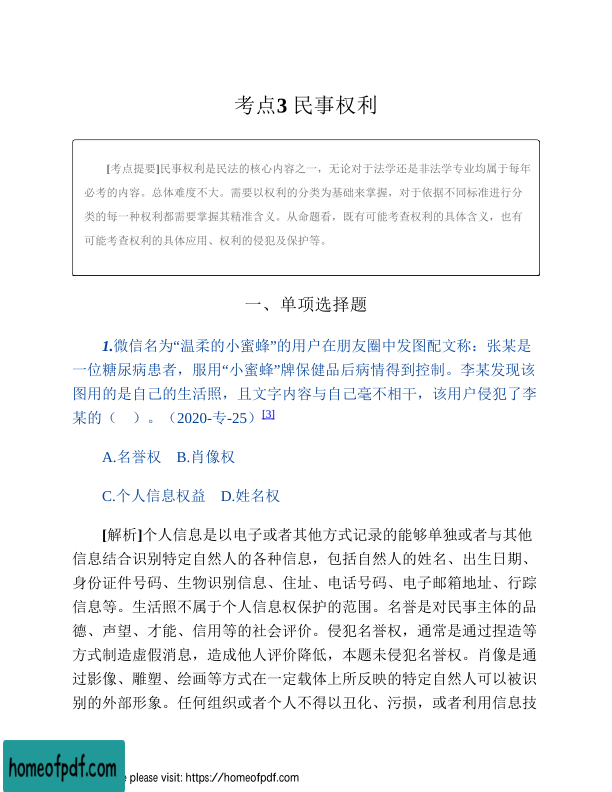 考点3 民事权利
[考点提要]民事权利是民法的核心内容之一，无论对于法学还是非法学专业均属于每年
必考的内容。总体难度不大。需要以权利的分类为基础来掌握，对于依据不同标准进行分
类的每一种权利都需要掌握其精准含义。从命题看，既有可能考查权利的具体含义，也有
可能考查权利的具体应用、权利的侵犯及保护等。
一、单项选择题
1.微信名为“温柔的小蜜蜂”的用户在朋友圈中发图配文称：张某是
一位糖尿病患者，服用“小蜜蜂”牌保健品后病情得到控制。李某发现该
图用的是自己的生活照，且文字内容与自己毫不相干，该用户侵犯了李
某的（　）。（2020-专-25）[3]
A.名誉权　B.肖像权
C.个人信息权益　D.姓名权
[解析]个人信息是以电子或者其他方式记录的能够单独或者与其他
信息结合识别特定自然人的各种信息，包括自然人的姓名、出生日期、
身份证件号码、生物识别信息、住址、电话号码、电子邮箱地址、行踪
信息等。生活照不属于个人信息权保护的范围。名誉是对民事主体的品
德、声望、才能、信用等的社会评价。侵犯名誉权，通常是通过捏造等
方式制造虚假消息，造成他人评价降低，本题未侵犯名誉权。肖像是通
过影像、雕塑、绘画等方式在一定载体上所反映的特定自然人可以被识
别的外部形象。任何组织或者个人不得以丑化、污损，或者利用信息技
homeofpdf.com
please visit: https://homeofpdf.com